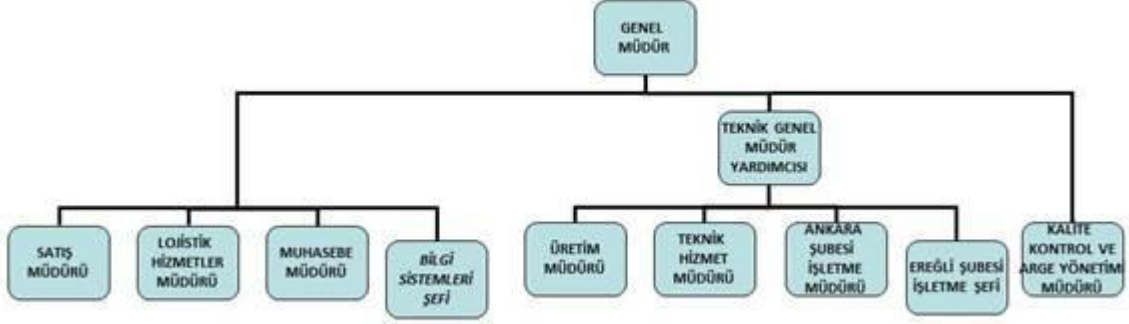 GENEL
MÜDÜR
TEKNİK GENEL
MÜDÜR
YARDIMCISI
SATIŞ
MÜDÜRÜ
LOJİSTİK
HİZMETLER
MÜDÜRÜ
MUHASEBE
MÜDÜRÜ
BİLGİ
SİSTEMLERİ
ŞEFİ
ÜRETİM
MÜDÜRÜ
TEKNİK
HİZMET
MÜDÜRÜ
ANKARA
ŞUBESİ
İŞLETME
MÜDÜRÜ
EREĞLİ ŞUBESİ
İŞLETME ŞEFİ
KALİTE
KONTROL VE
ARGE YÖNETİMİ
MÜDÜRÜ